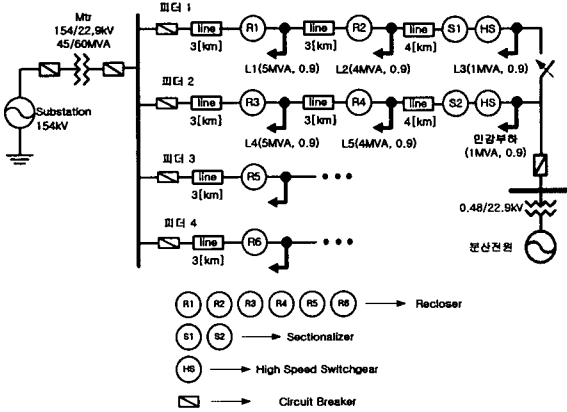 Mtr
154/22.9kV
45/60MVA
Substation
154kV
피더 1
line
3[km]
R1
L1(5MVA, 0.9)
line
3[km]
R2
L2(4MVA, 0.9)
line
4[km]
S1
HS
L3(1MVA, 0.9)
피더 2
line
3[km]
R3
L4(5MVA, 0.9)
line
3[km]
R4
L5(4MVA, 0.9)
line
4[km]
S2
HS
민감부하
(1MVA, 0.9)
피더 3
line
3[km]
R5
피더 4
line
3[km]
R6
0.48/22.9kV
분산전원
R1 R2 R3 R4 R5 R6 Recloser
S1 S2 Sectionalizer
HS High Speed Switchgear
Circuit Breaker